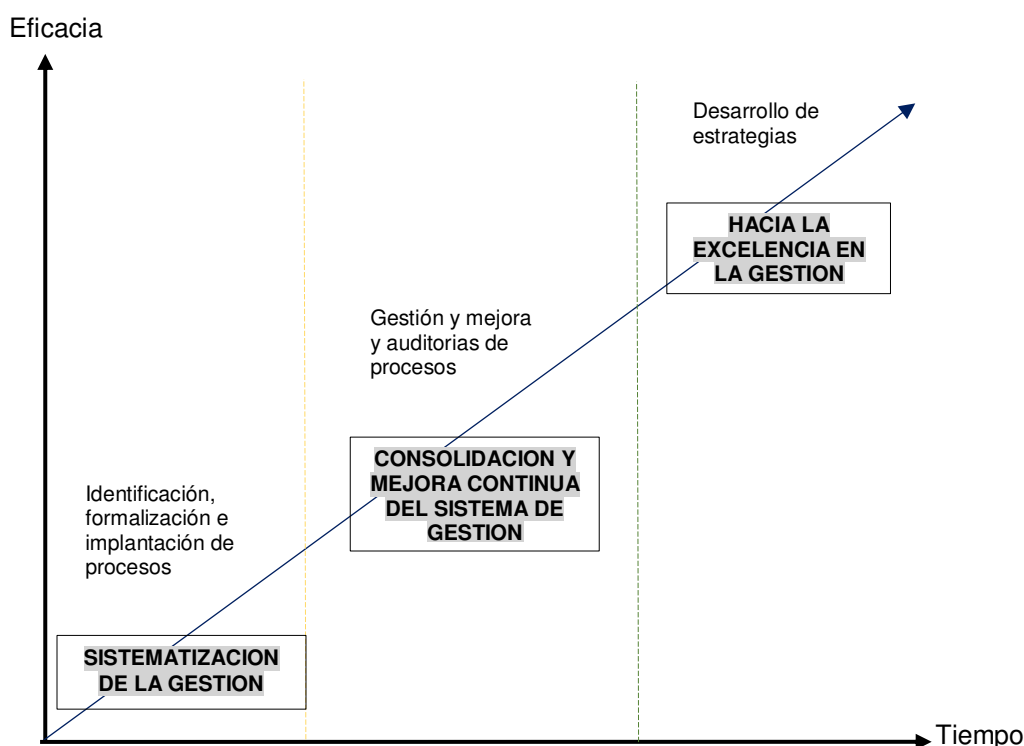 Eficacia
Desarrollo de
estrategias
HACIA LA
EXCELENCIA EN
LA GESTION
Gestión y mejora
y auditorias de
procesos
CONSOLIDACION Y
MEJORA CONTINUA
DEL SISTEMA DE
GESTION
Identificación,
formalización e
implantación de
procesos
SISTEMATIZACION
DE LA GESTION
Tiempo